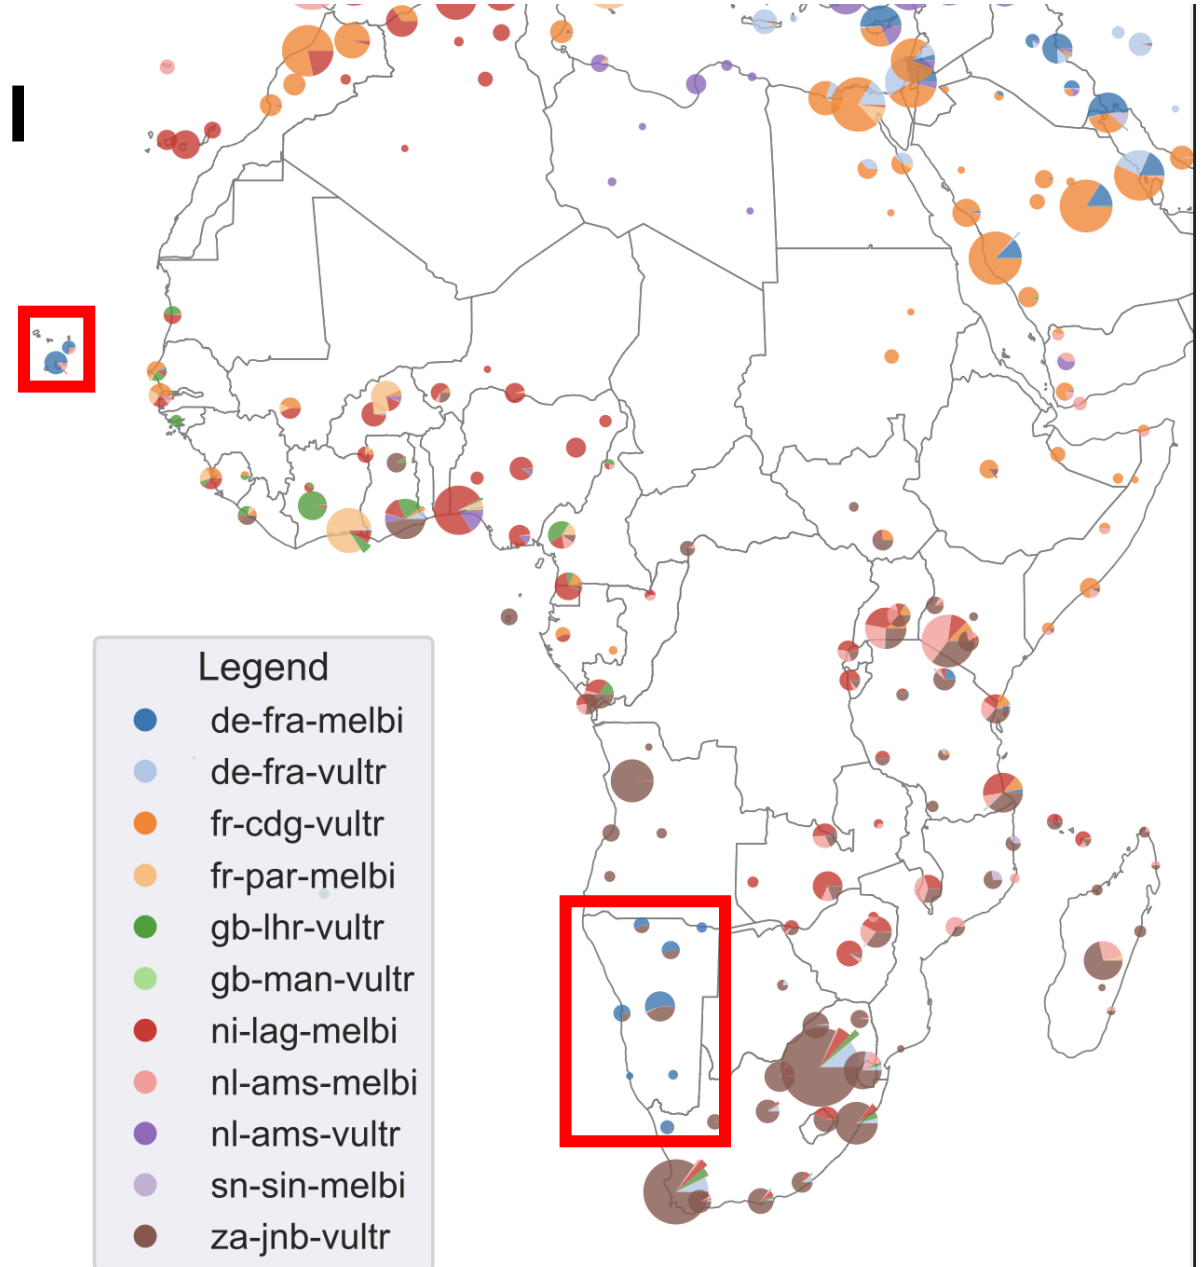 Legend
de-fra-melbi
de-fra-vultr
fr-cdg-vultr
fr-par-melbi
gb-lhr-vultr
gb-man-vultr
ni-lag-melbi
nl-ams-melbi
nl-ams-vultr
sn-sin-melbi
za-jnb-vultr